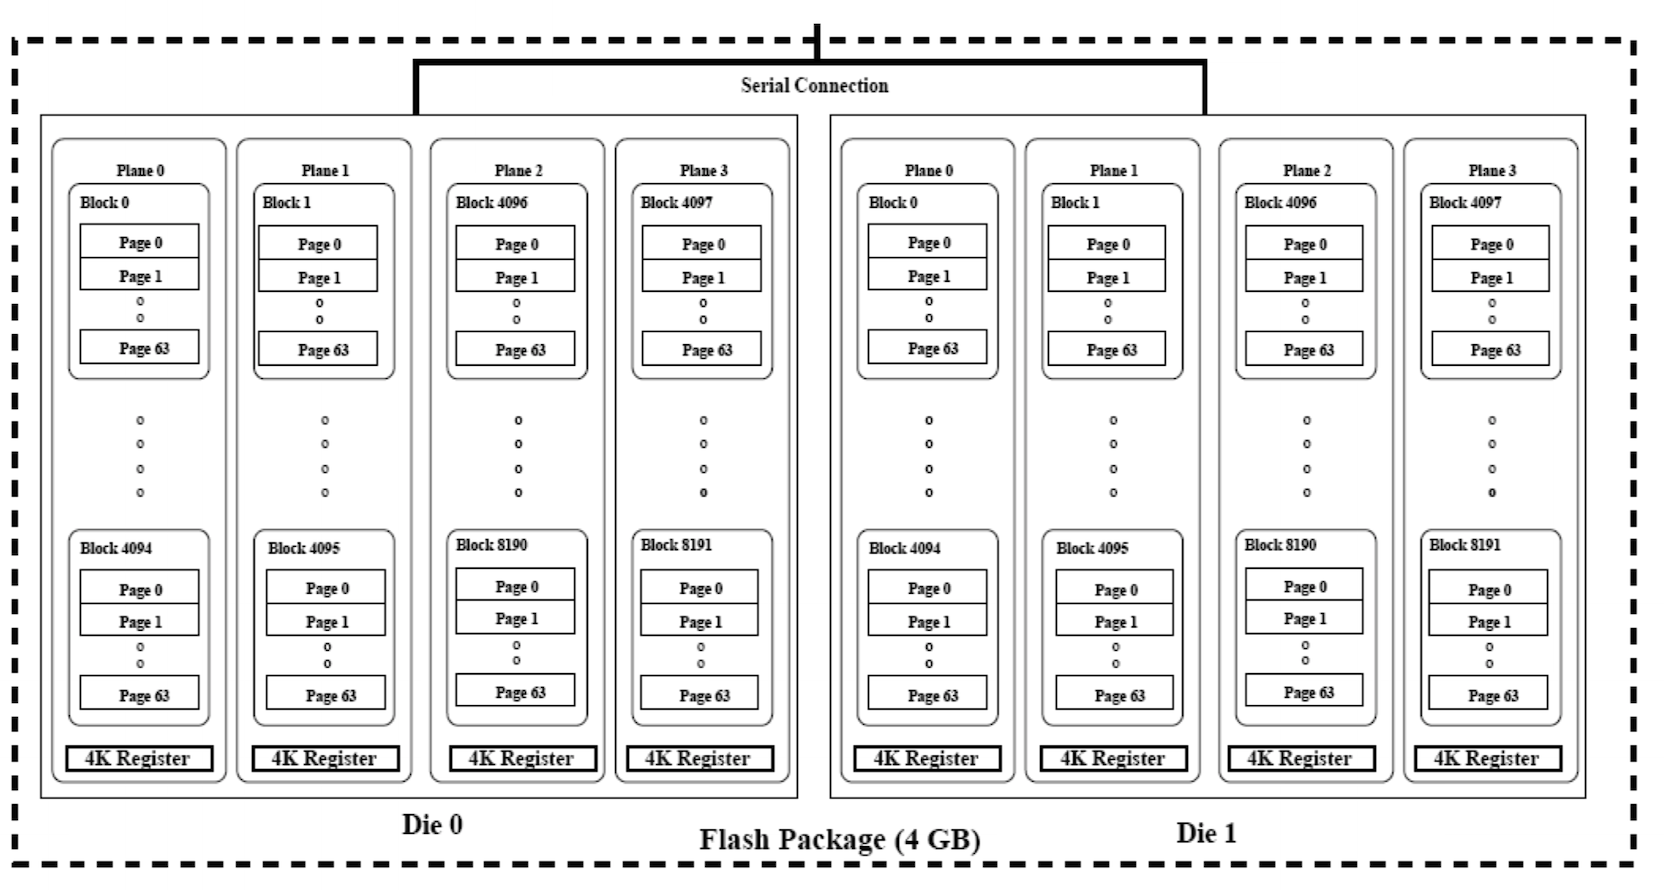 Serial Connection
Plane 0 Plane 1 Plane 2 Plane 3 Plane 0 Plane 1 Plane 2 Plane 3
Block 0 Block 1 Block 4096 Block 4097 Block 0 Block 1 Block 4096 Block 4097
Page 0 Page 0 Page 0 Page 0 Page 0 Page 0 Page 0 Page 0
Page 1 Page 1 Page 1 Page 1 Page 1 Page 1 Page 1 Page 1
Page 63 Page 63 Page 63 Page 63 Page 63 Page 63 Page 63 Page 63
Block 4094 Block 4095 Block 8190 Block 8191 Block 4094 Block 4095 Block 8190 Block 8191
Page 0 Page 0 Page 0 Page 0 Page 0 Page 0 Page 0 Page 0
Page 1 Page 1 Page 1 Page 1 Page 1 Page 1 Page 1 Page 1
Page 63 Page 63 Page 63 Page 63 Page 63 Page 63 Page 63 Page 63
4K Register 4K Register 4K Register 4K Register 4K Register 4K Register 4K Register 4K Register
Die 0 Flash Package (4 GB) Die 1